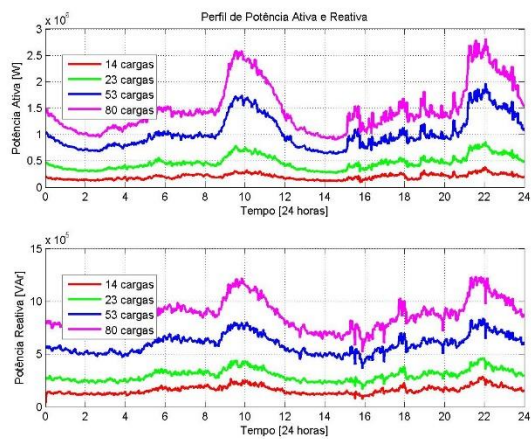 Perfil de Potência Ativa e Reativa
x 10
Potência Ativa [W]
3
2.5
2
1.5
1
0.5
0
14 cargas
23 cargas
53 cargas
80 cargas
0 2 4 6 8 10 12 14 16 18 20 22 24
Tempo [24 horas]
x 10
Potência Reativa [VAr]
15
10
5
0
14 cargas
23 cargas
53 cargas
80 cargas
0 2 4 6 8 10 12 14 16 18 20 22 24
Tempo [24 horas]